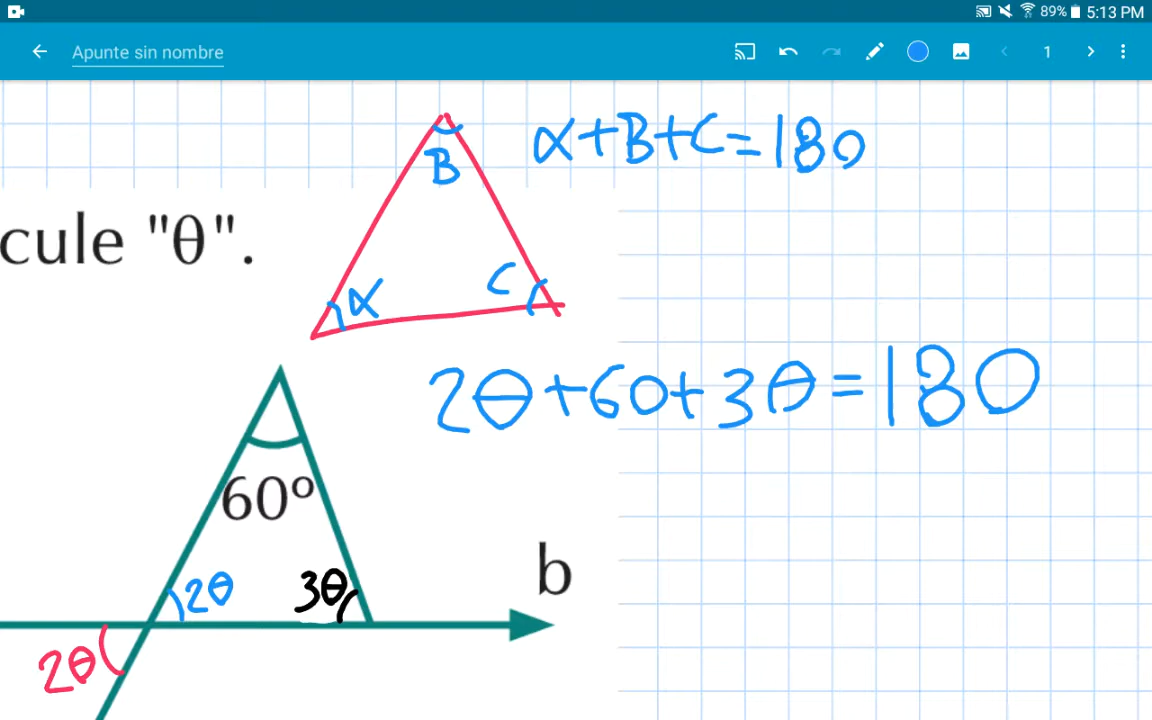 89% 5:13 PM
Apunte sin nombre
1
B
α+B+C=180
cule "θ".
α
C
2θ+60+3θ=180
60º
b
2θ
3θ
2θ